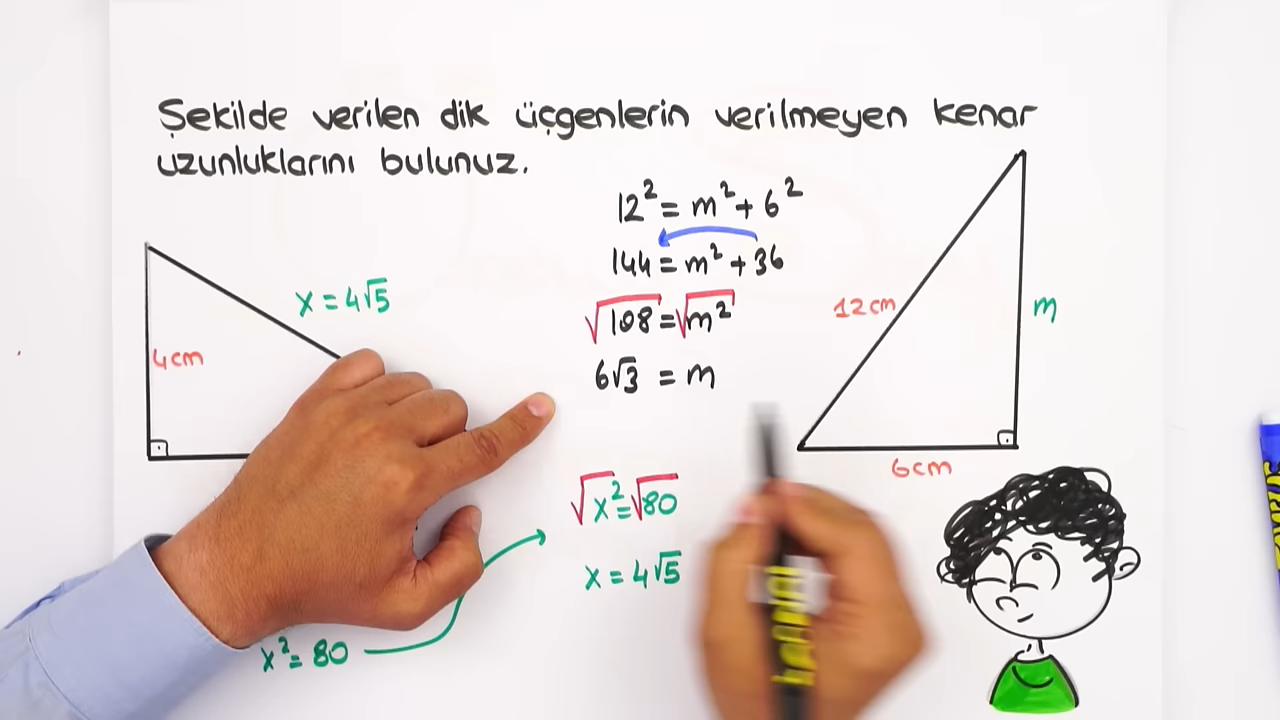 Şekilde verilen dik üçgenlerin verilmeyen kenar
uzunluklarını bulunuz.
x = 4√5
4cm
x² = 80
12² = m² + 6²
144 = m² + 36
√108 = √m²
6√3 = m
√x² = √80
x = 4√5
12cm
m
6cm